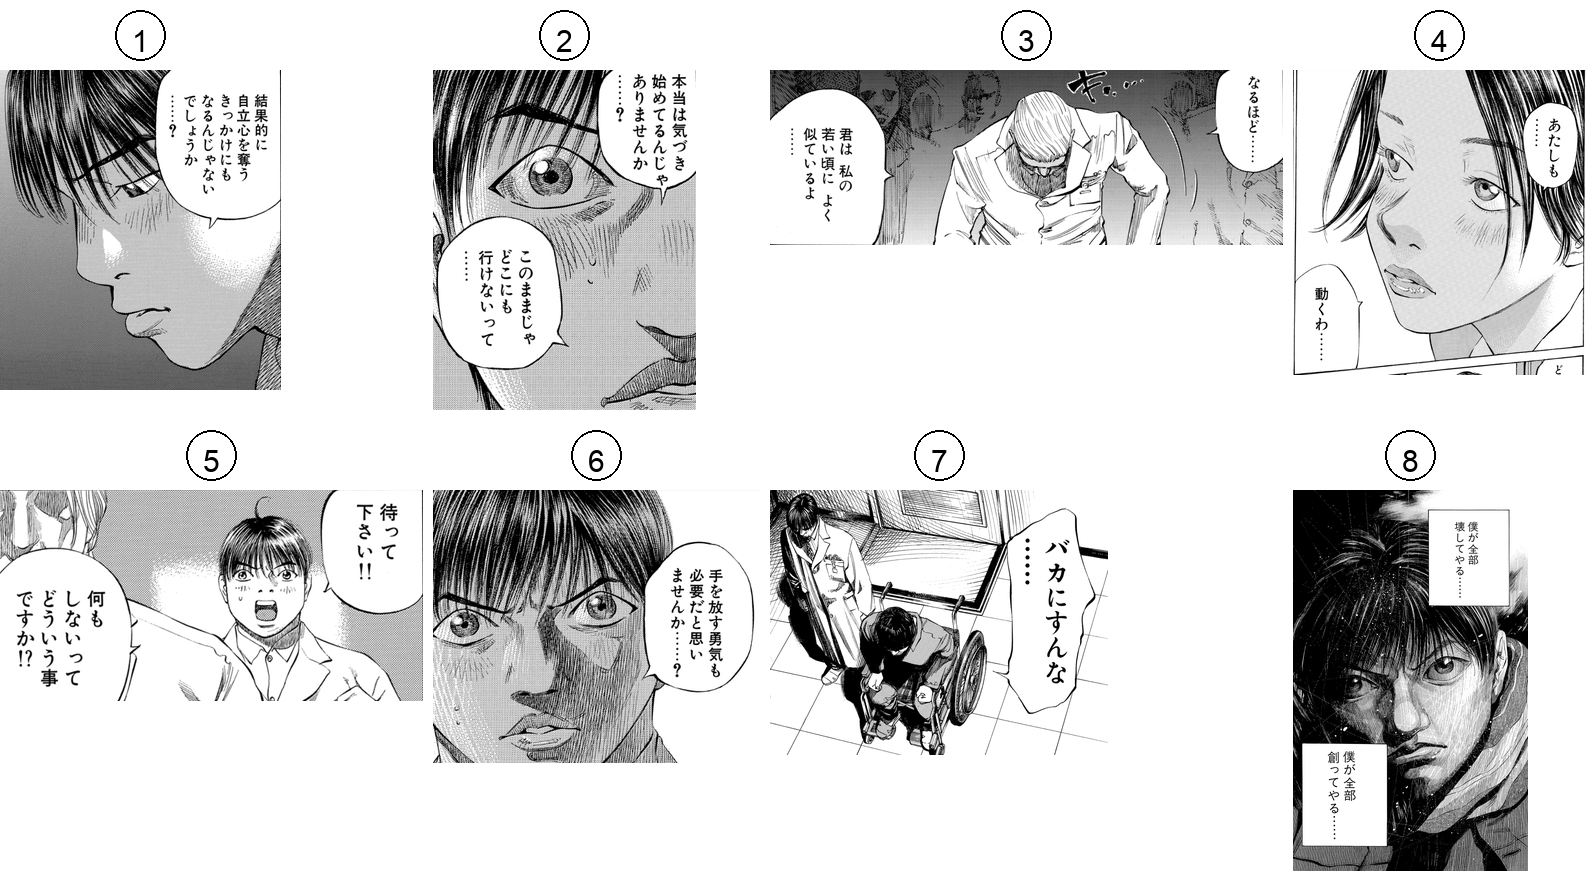 1
結果的に
自立心を奪う
きっかけにも
なるんじゃない
でしょうか
……?
2
本当は気づき
始めてるんじゃ
ありませんか
……?
このままじゃ
どこにも
行けないって
……
3
なるほど……
ギ…‥
君は 私の
若い頃に よく
似ているよ
……
4
あたしも
……
動くわ……
ど
5
待って
下さい!!
何も
しないって
どういう事
ですか!?
6
手を放す勇気も
必要だと思い
ませんか……?
7
バカにすんな
……
8
僕が全部
壊してやる……
僕が全部
創ってやる……